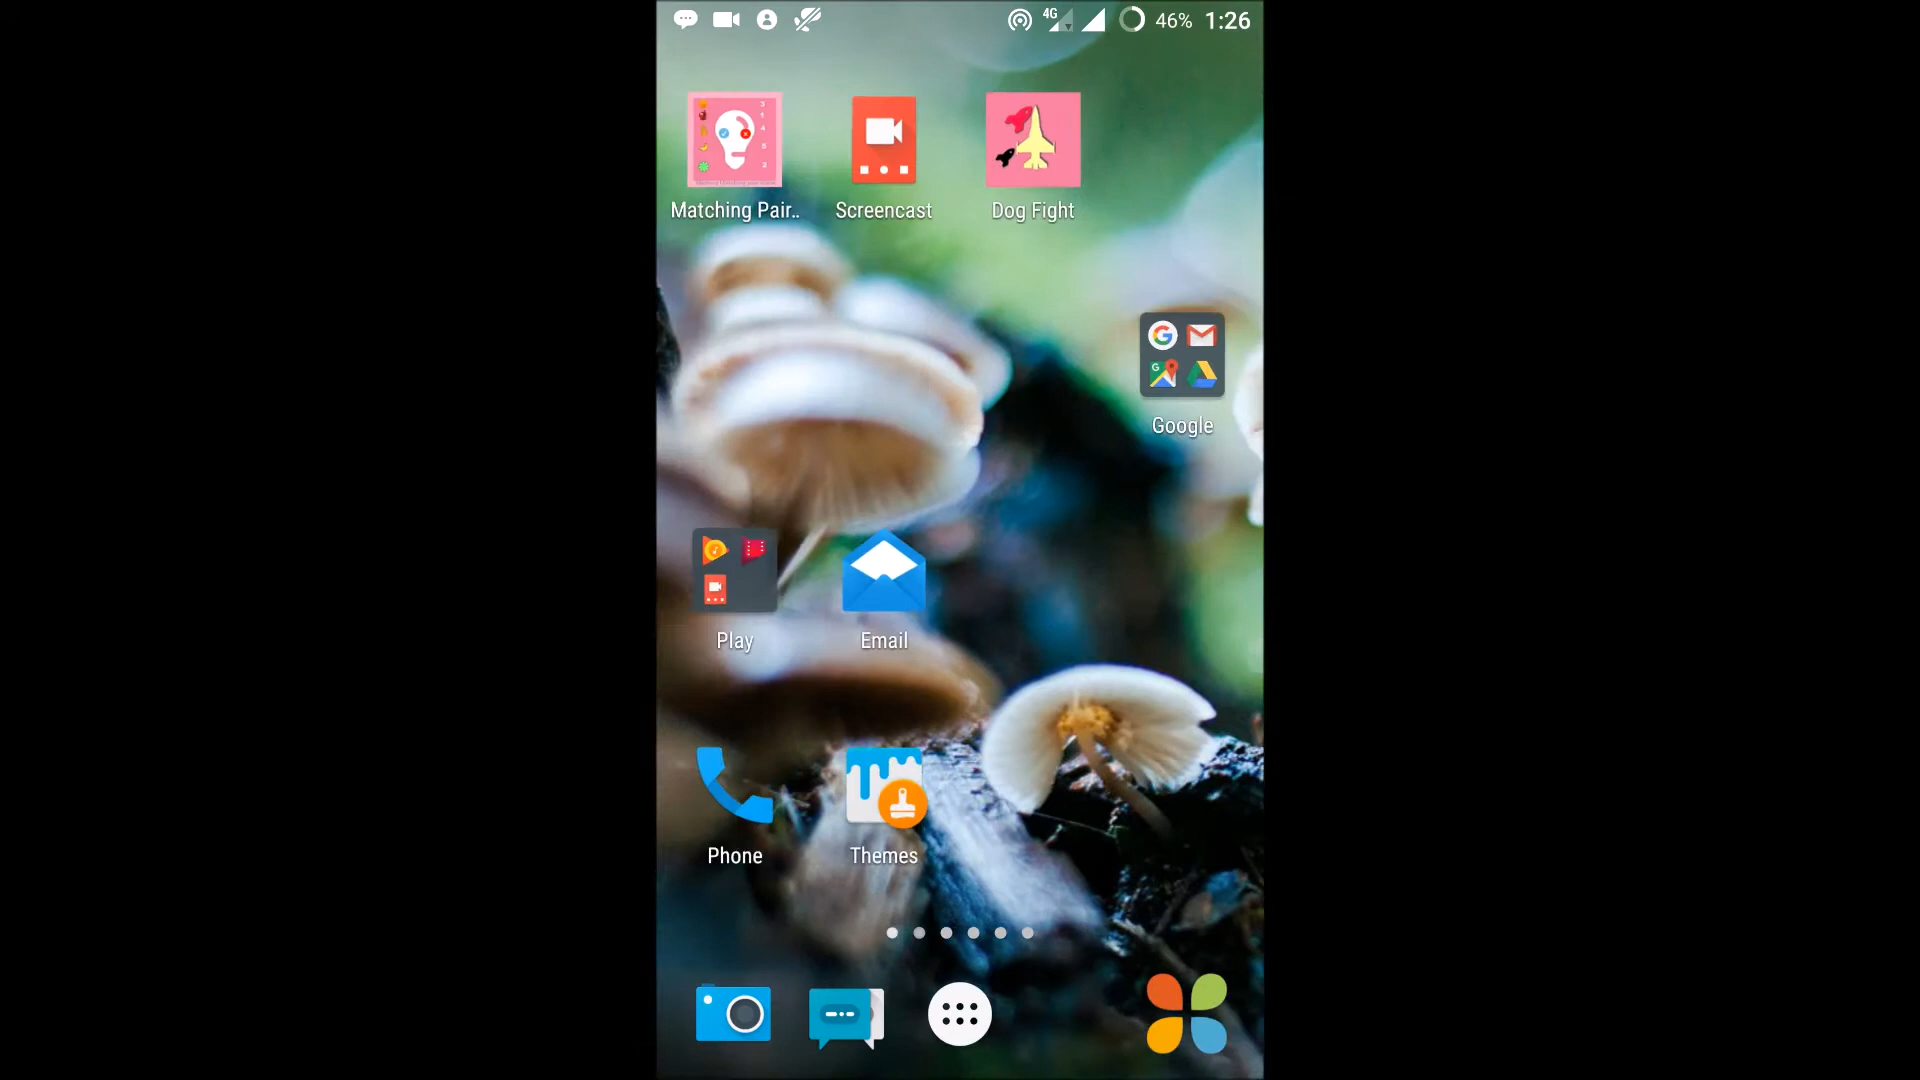 4G 46% 1:26
Matching Pair.. Screencast Dog Fight
Google
Play Email
Phone Themes